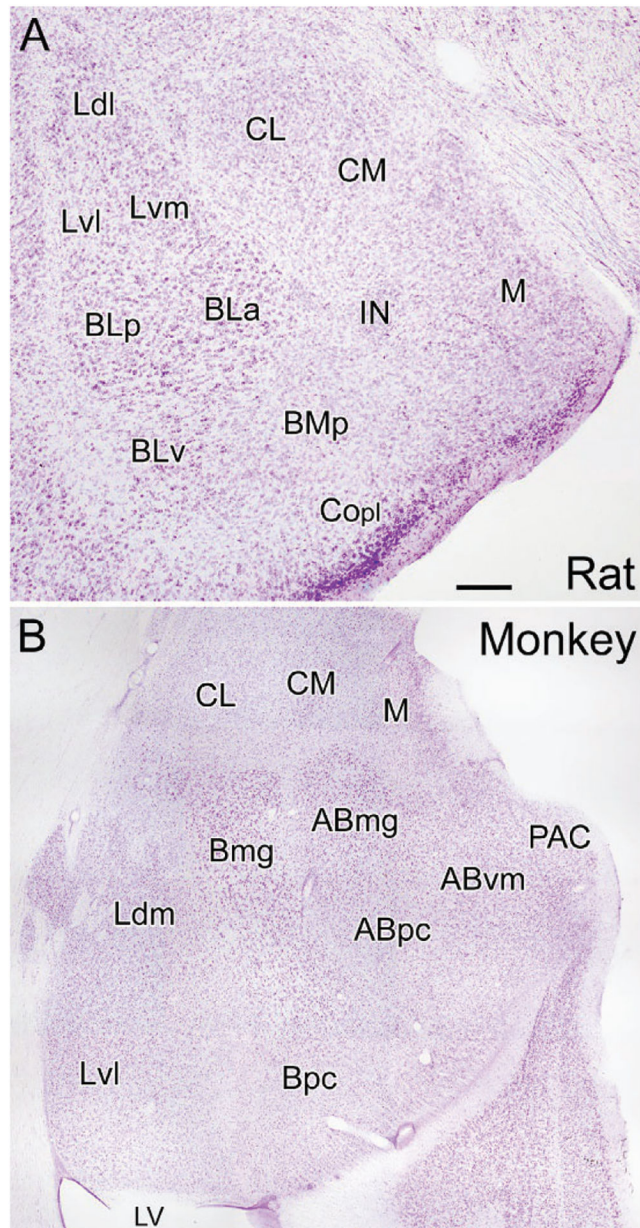 A
Ldl
CL
CM
Lvl
Lvm
M
BLp
BLa
IN
BMp
BLv
Copl
Rat
B
Monkey
CL
CM
M
ABmg
PAC
Bmg
ABvm
Ldm
ABpc
Lvl
Bpc
LV